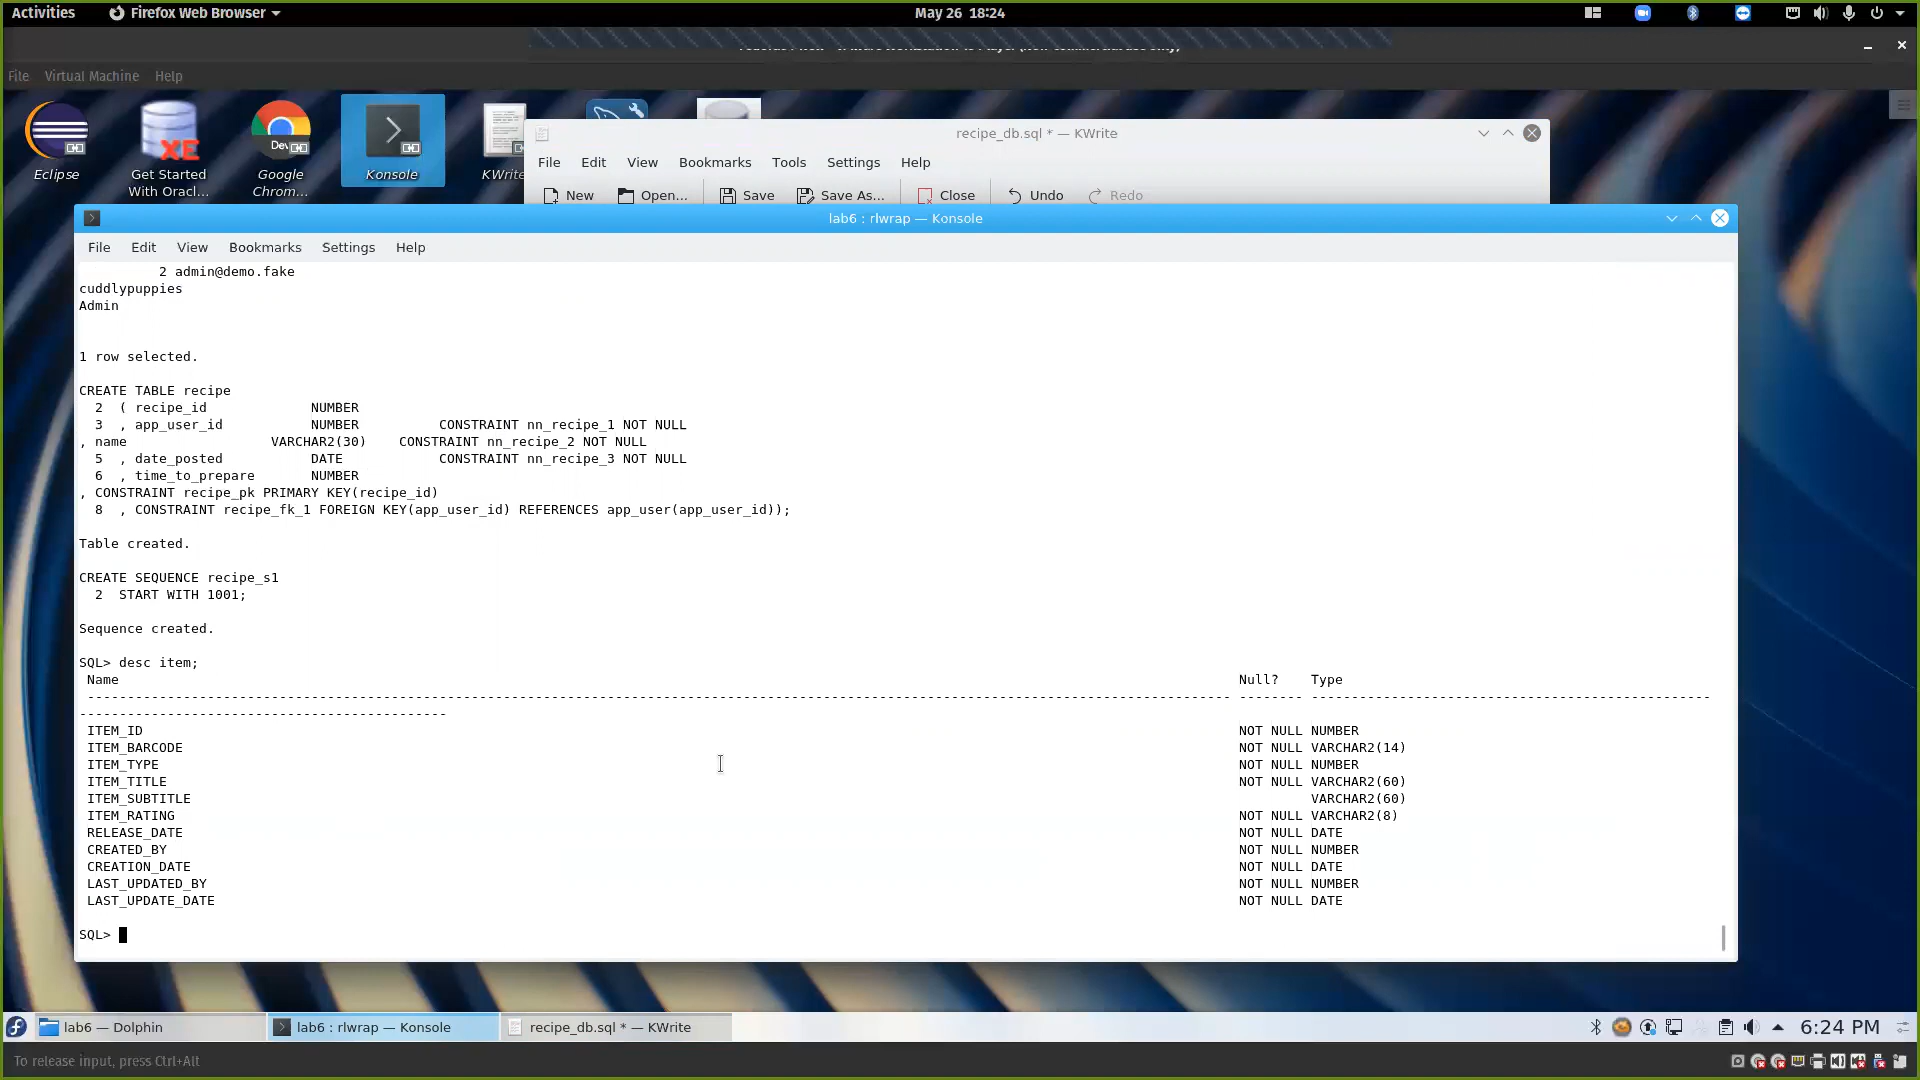 Activities Firefox Web Browser May 26 18:24
File Virtual Machine Help
Eclipse
Get Started
With Oracl...
XE
Google
Chrom...
Dev
Konsole
KWrite
recipe_db.sql * — KWrite
File Edit View Bookmarks Tools Settings Help
New Open... Save Save As... Close Undo Redo
lab6 : rlwrap — Konsole
File Edit View Bookmarks Settings Help
2 admin@demo.fake
cuddlypuppies
Admin
1 row selected.
CREATE TABLE recipe
2 ( recipe_id NUMBER
3 , app_user_id NUMBER CONSTRAINT nn_recipe_1 NOT NULL
, name VARCHAR2(30) CONSTRAINT nn_recipe_2 NOT NULL
5 , date_posted DATE CONSTRAINT nn_recipe_3 NOT NULL
6 , time_to_prepare NUMBER
, CONSTRAINT recipe_pk PRIMARY KEY(recipe_id)
8 , CONSTRAINT recipe_fk_1 FOREIGN KEY(app_user_id) REFERENCES app_user(app_user_id));
Table created.
CREATE SEQUENCE recipe_s1
2 START WITH 1001;
Sequence created.
SQL> desc item;
Name Null? Type
ITEM_ID NOT NULL NUMBER
ITEM_BARCODE NOT NULL VARCHAR2(14)
ITEM_TYPE NOT NULL NUMBER
ITEM_TITLE NOT NULL VARCHAR2(60)
ITEM_SUBTITLE VARCHAR2(60)
ITEM_RATING NOT NULL VARCHAR2(8)
RELEASE_DATE NOT NULL DATE
CREATED_BY NOT NULL NUMBER
CREATION_DATE NOT NULL DATE
LAST_UPDATED_BY NOT NULL NUMBER
LAST_UPDATE_DATE NOT NULL DATE
SQL>
lab6 — Dolphin lab6 : rlwrap — Konsole recipe_db.sql * — KWrite 6:24 PM
To release input, press Ctrl+Alt